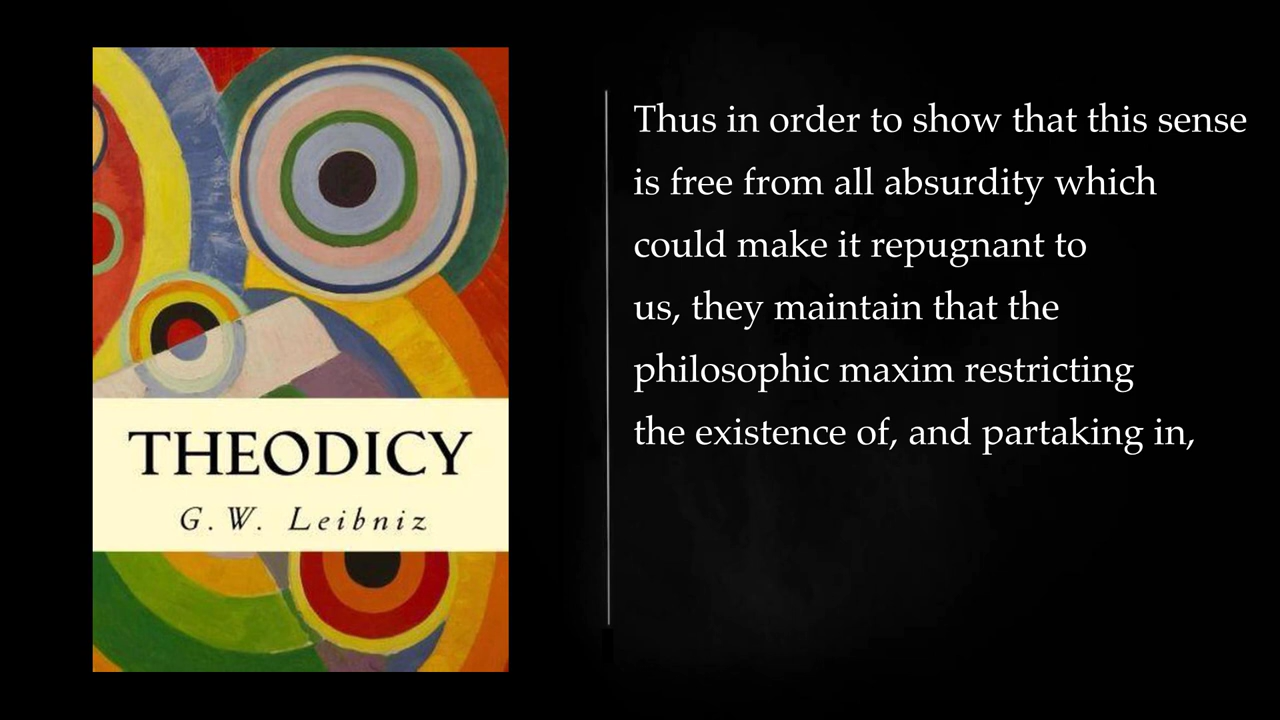 THEODICY
G. W. Leibniz
Thus in order to show that this sense
is free from all absurdity which
could make it repugnant to
us, they maintain that the
philosophic maxim restricting
the existence of, and partaking in,